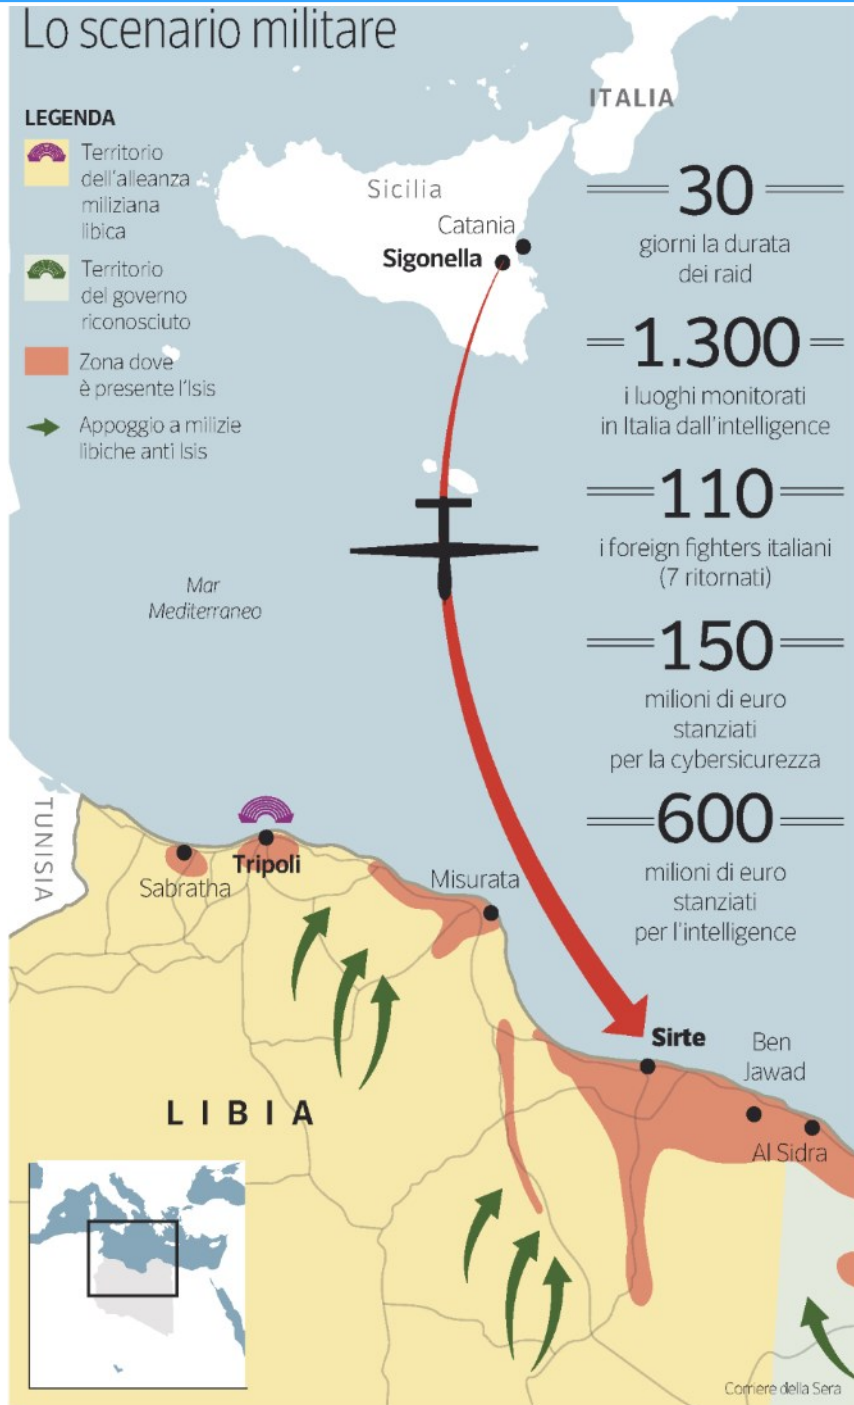 Lo scenario militare
LEGENDA
Territorio
dell'alleanza
miliziana
libica
Territorio
del governo
riconosciuto
Zona dove
è presente l'Isis
Appoggio a milizie
libiche anti Isis
ITALIA
Sicilia
Catania
Sigonella
30
giorni la durata
dei raid
1.300
i luoghi monitorati
in Italia dall'intelligence
110
i foreign fighters italiani
(7 ritornati)
150
milioni di euro
stanziati
per la cybersicurezza
600
milioni di euro
stanziati
per l'intelligence
Mar
Mediterraneo
TUNISIA
Sabratha
Tripoli
Misurata
Sirte
Ben
Jawad
Al Sidra
LIBIA
Corriere della Sera